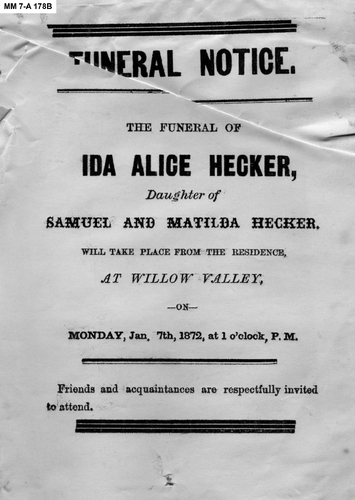 MM 7-A 178B
FUNERAL NOTICE.
THE FUNERAL OF
IDA ALICE HECKER,
Daughter of
SAMUEL AND MATILDA HECKER.
WILL TAKE PLACE FROM THE RESIDENCE,
AT WILLOW VALLEY,
—ON—
MONDAY, Jan. 7th, 1872, at 1 o'clock, P. M.
Friends and acquaintances are respectfully invited
to attend.